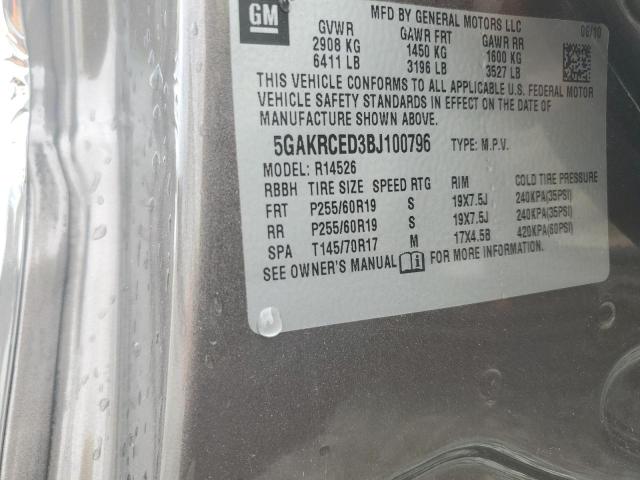 GM
MFD BY GENERAL MOTORS LLC
06/10
GVWR GAWR FRT GAWR RR
2908 KG 1450 KG 1600 KG
6411 LB 3196 LB 3527 LB
THIS VEHICLE CONFORMS TO ALL APPLICABLE U.S. FEDERAL MOTOR
VEHICLE SAFETY STANDARDS IN EFFECT ON THE DATE OF
MANUFACTURE SHOWN ABOVE.
5GAKRCED3BJ100796 TYPE: M.P.V.
MODEL: R14526
RBBH TIRE SIZE SPEED RTG RIM COLD TIRE PRESSURE
FRT P255/60R19 S 19X7.5J 240KPA(35PSI)
RR P255/60R19 S 19X7.5J 240KPA(35PSI)
SPA T145/70R17 M 17X4.5B 420KPA(60PSI)
SEE OWNER'S MANUAL FOR MORE INFORMATION.